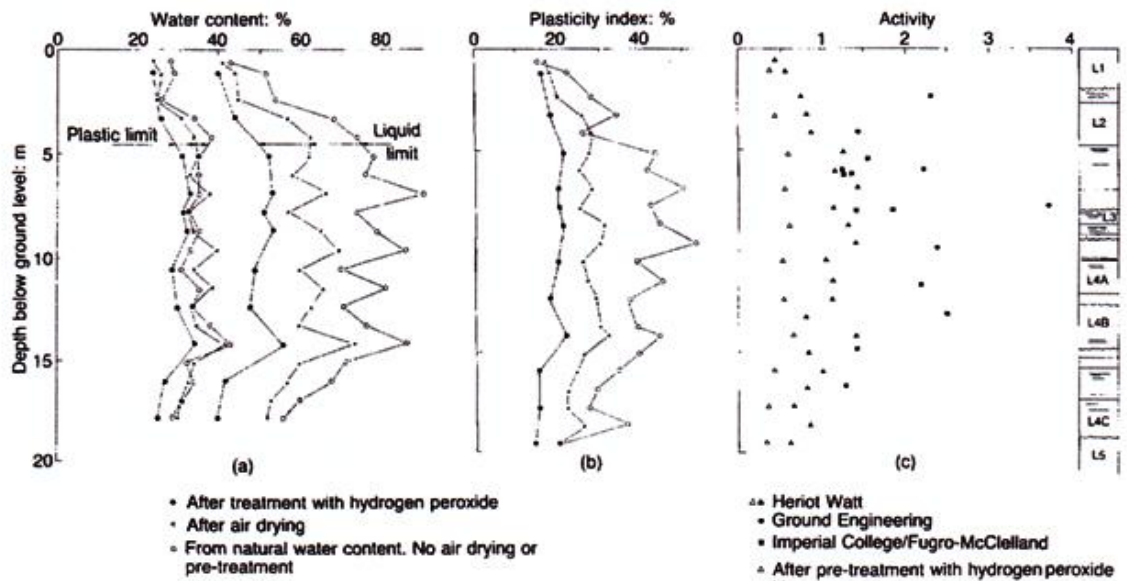 Water content: %
Plasticity index: %
Activity
0 20 40 60 80
0 20 40
0 1 2 3 4
0
5
10
15
20
Depth below ground level: m
Plastic limit
Liquid
limit
L1
L2
L3
L4A
L4B
L4C
L5
(a)
(b)
(c)
After treatment with hydrogen peroxide
After air drying
From natural water content. No air drying or
pre-treatment
Heriot Watt
Ground Engineering
Imperial College/Fugro-McClelland
After pre-treatment with hydrogen peroxide